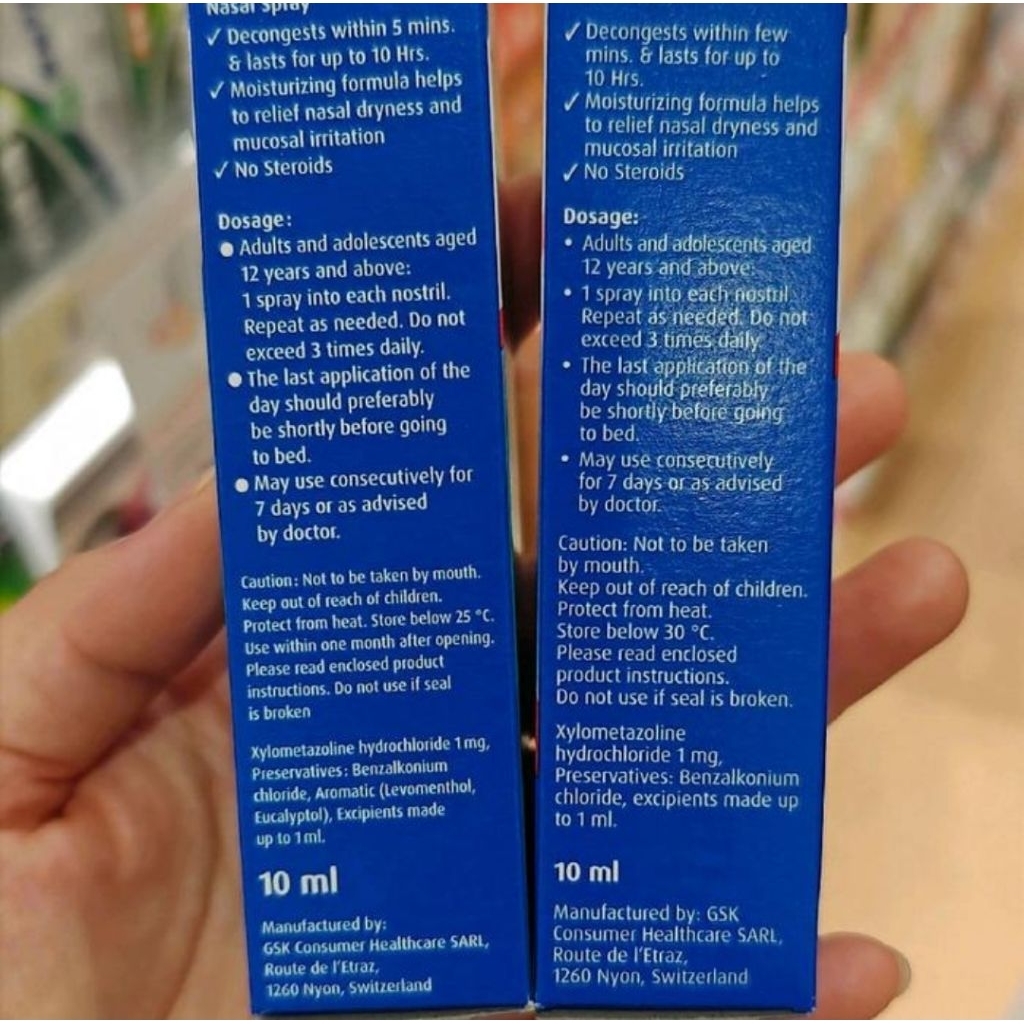 Nasal Spray
✓ Decongests within 5 mins.
& lasts for up to 10 Hrs.
✓ Moisturizing formula helps
to relief nasal dryness and
mucosal irritation
✓ No Steroids
Dosage:
● Adults and adolescents aged
12 years and above:
1 spray into each nostril.
Repeat as needed. Do not
exceed 3 times daily.
● The last application of the
day should preferably
be shortly before going
to bed.
● May use consecutively for
7 days or as advised
by doctor.
Caution: Not to be taken by mouth.
Keep out of reach of children.
Protect from heat. Store below 25 °C.
Use within one month after opening.
Please read enclosed product
instructions. Do not use if seal
is broken
Xylometazoline hydrochloride 1mg,
Preservatives: Benzalkonium
chloride, Aromatic (Levomenthol,
Eucalyptol), Excipients made
up to 1ml.
10 ml
Manufactured by:
GSK Consumer Healthcare SARL,
Route de l'Etraz,
1260 Nyon, Switzerland
✓ Decongests within few
mins. & lasts for up to
10 Hrs.
✓ Moisturizing formula helps
to relief nasal dryness and
mucosal irritation
✓ No Steroids
Dosage:
• Adults and adolescents aged
12 years and above:
• 1 spray into each nostril.
Repeat as needed. Do not
exceed 3 times daily.
• The last application of the
day should preferably
be shortly before going
to bed.
• May use consecutively
for 7 days or as advised
by doctor.
Caution: Not to be taken
by mouth.
Keep out of reach of children.
Protect from heat.
Store below 30 °C.
Please read enclosed
product instructions.
Do not use if seal is broken.
Xylometazoline
hydrochloride 1 mg,
Preservatives: Benzalkonium
chloride, excipients made up
to 1 ml.
10 ml
Manufactured by: GSK
Consumer Healthcare SARL,
Route de l'Etraz,
1260 Nyon, Switzerland